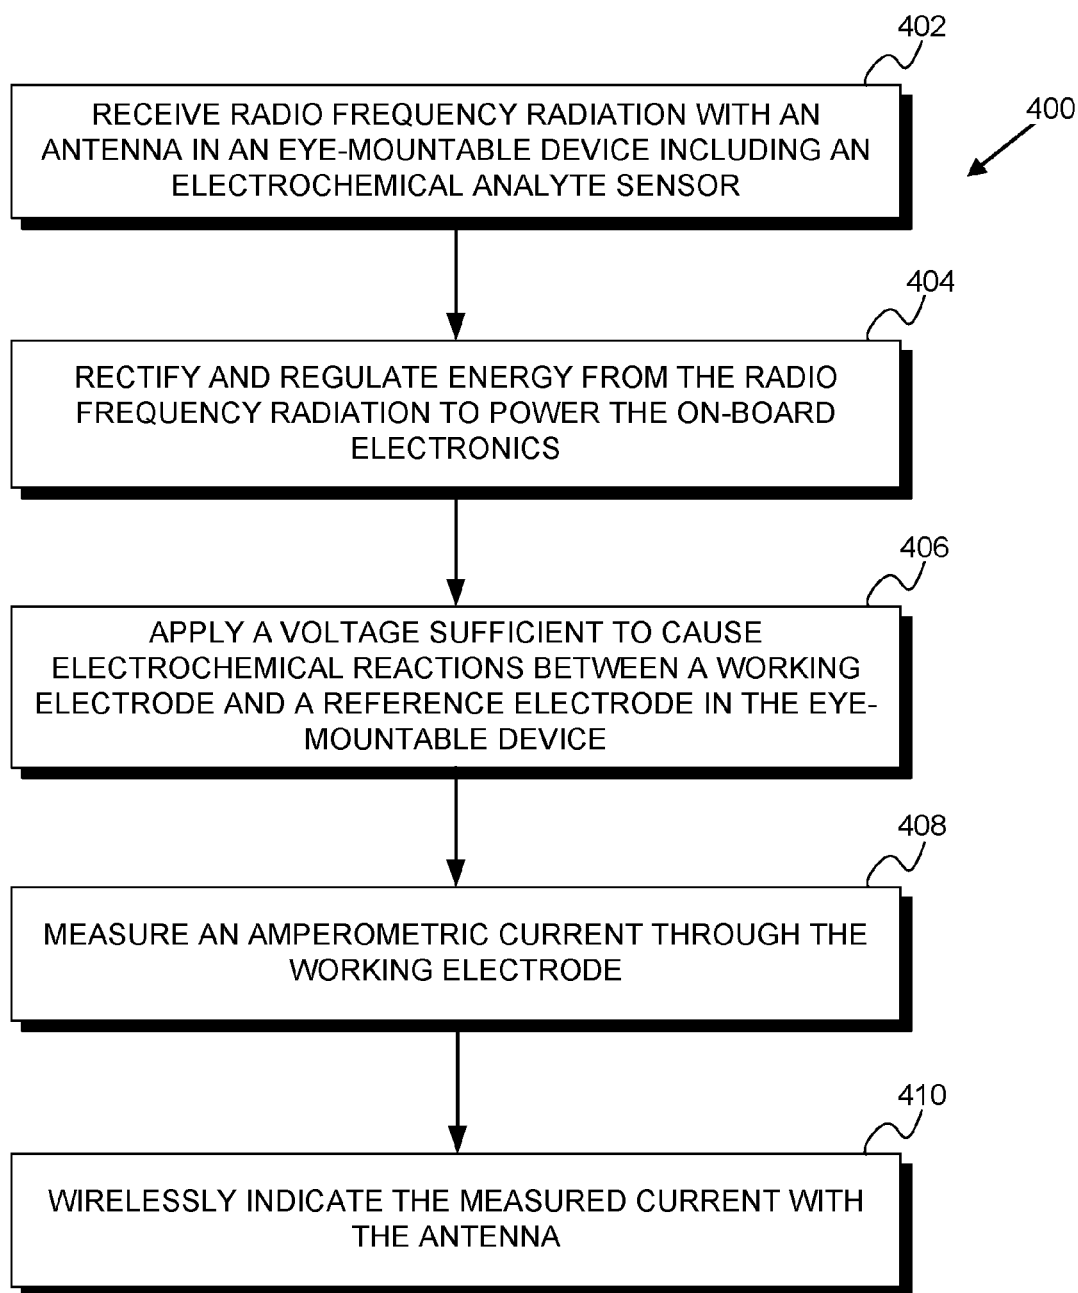 402
400
RECEIVE RADIO FREQUENCY RADIATION WITH AN
ANTENNA IN AN EYE-MOUNTABLE DEVICE INCLUDING AN
ELECTROCHEMICAL ANALYTE SENSOR
404
RECTIFY AND REGULATE ENERGY FROM THE RADIO
FREQUENCY RADIATION TO POWER THE ON-BOARD
ELECTRONICS
406
APPLY A VOLTAGE SUFFICIENT TO CAUSE
ELECTROCHEMICAL REACTIONS BETWEEN A WORKING
ELECTRODE AND A REFERENCE ELECTRODE IN THE EYE-
MOUNTABLE DEVICE
408
MEASURE AN AMPEROMETRIC CURRENT THROUGH THE
WORKING ELECTRODE
410
WIRELESSLY INDICATE THE MEASURED CURRENT WITH
THE ANTENNA